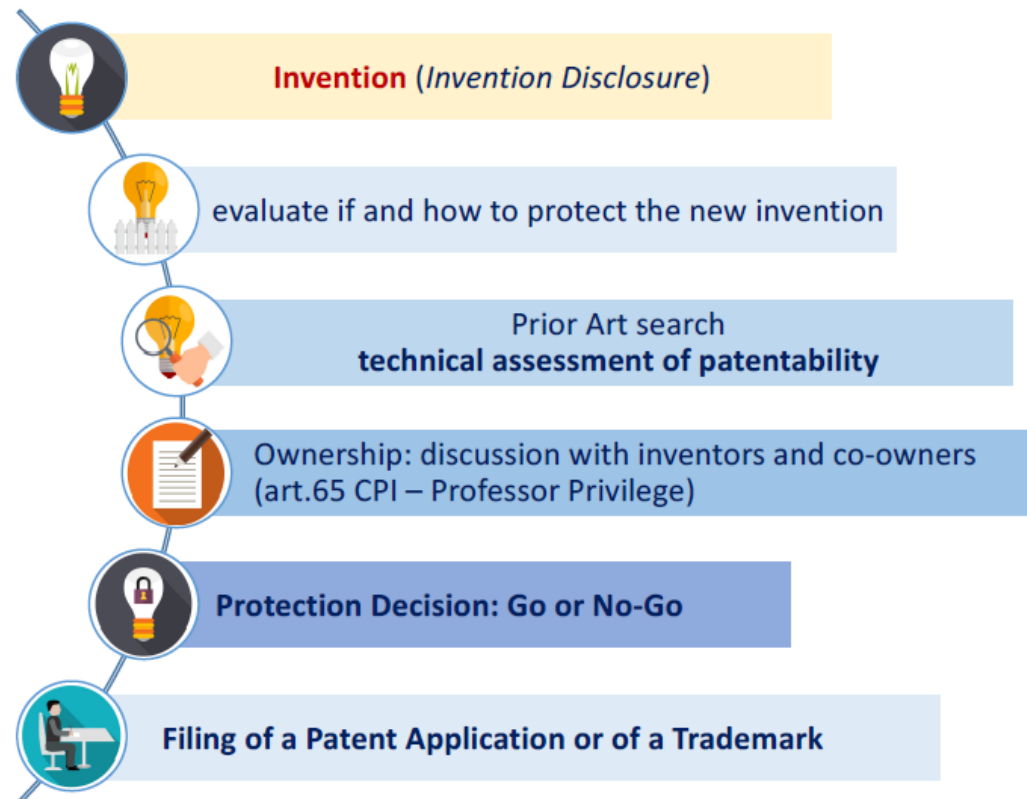 Invention (Invention Disclosure)
evaluate if and how to protect the new invention
Prior Art search
technical assessment of patentability
Ownership: discussion with inventors and co-owners
(art.65 CPI – Professor Privilege)
Protection Decision: Go or No-Go
Filing of a Patent Application or of a Trademark